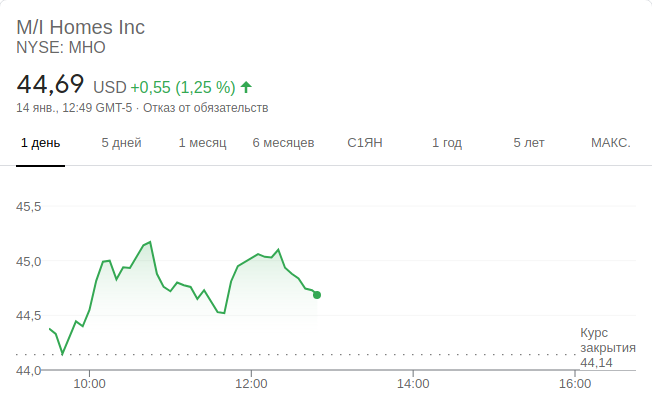 M/I Homes Inc
NYSE: MHO
44,69 USD +0,55 (1,25 %)
14 янв., 12:49 GMT-5 · Отказ от обязательств
1 день 5 дней 1 месяц 6 месяцев С1ЯН 1 год 5 лет МАКС.
45,5
45,0
44,5
Курс
закрытия
44,14
44,0
10:00 12:00 14:00 16:00